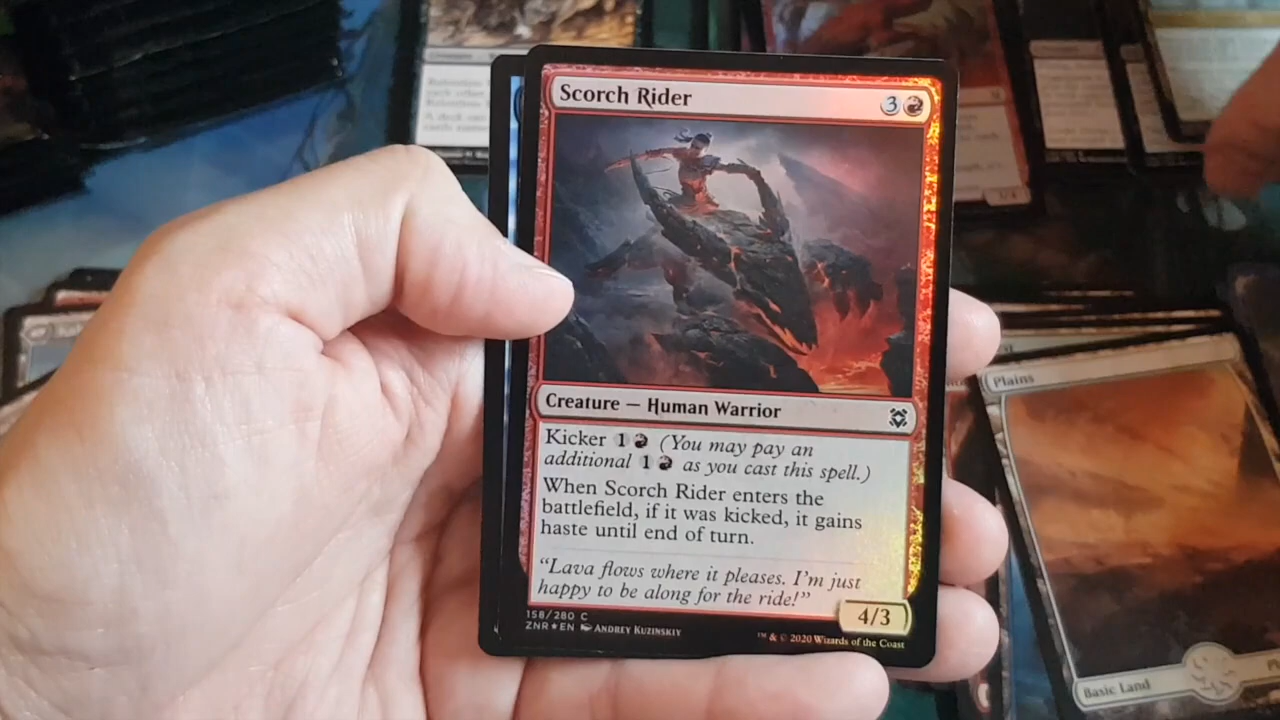 Scorch Rider 3
Creature — Human Warrior
Kicker 1 (You may pay an
additional 1 as you cast this spell.)
When Scorch Rider enters the
battlefield, if it was kicked, it gains
haste until end of turn.
"Lava flows where it pleases. I'm just
happy to be along for the ride!"
4/3
158/280 C
ZNR★EN ANDREY KUZINSKIY
™ & © 2020 Wizards of the Coast
Plains
Basic Land